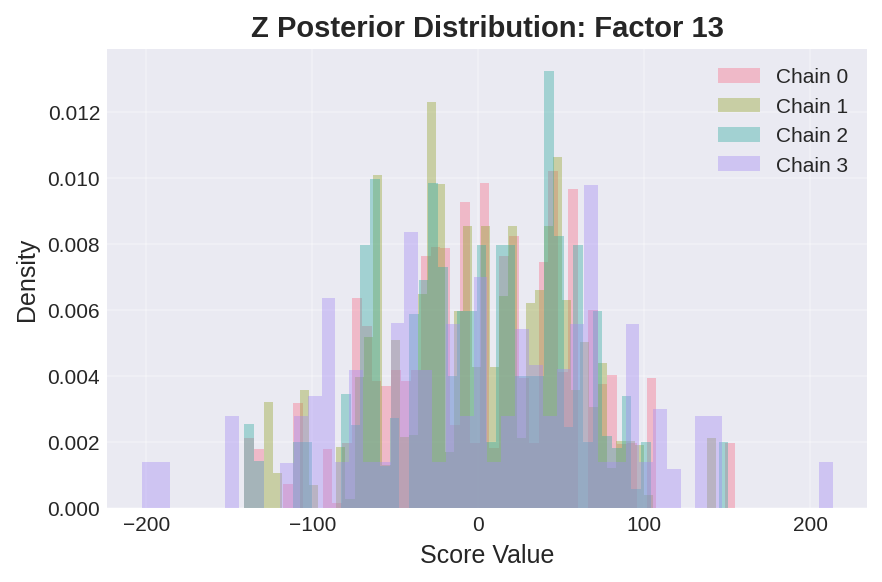 Z Posterior Distribution: Factor 13
Chain 0
Chain 1
Chain 2
Chain 3
Density
0.012
0.010
0.008
0.006
0.004
0.002
0.000
−200
−100
0
100
200
Score Value